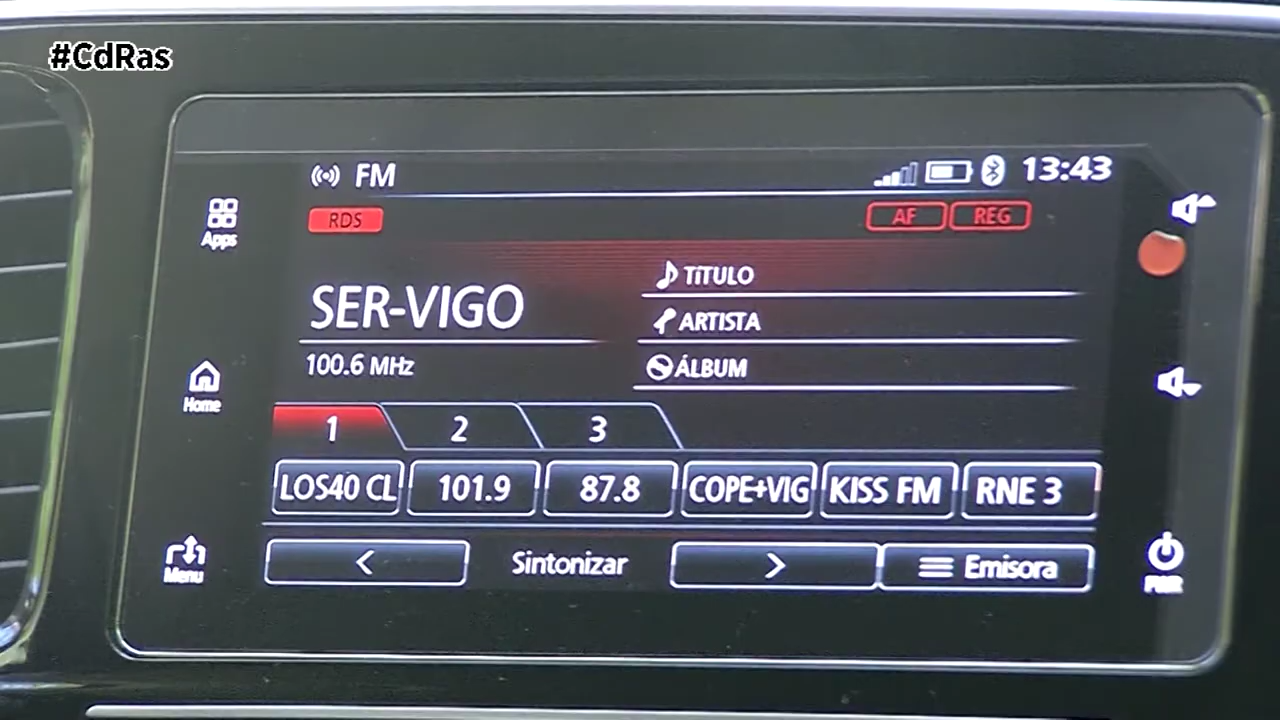 #CdRas
FM 13:43
RDS AF REG
Apps
SER-VIGO
100.6 MHz
TÍTULO
ARTISTA
ÁLBUM
Home
1 2 3
LOS40 CL 101.9 87.8 COPE+VIG KISS FM RNE 3
Menu
< Sintonizar > Emisora
PWR